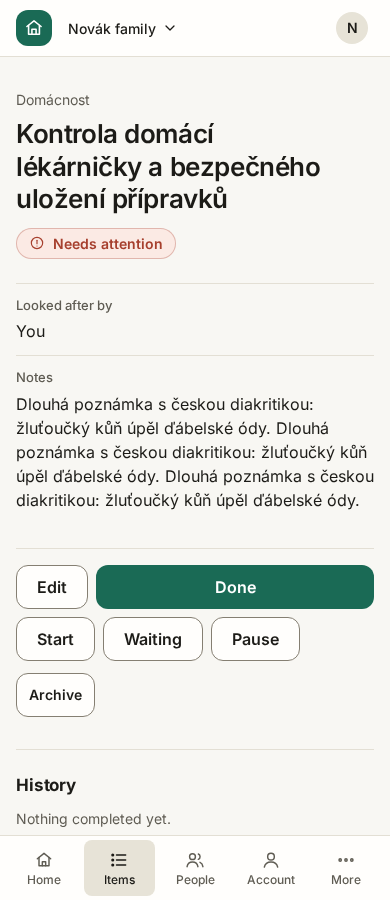 Novák family
N
Domácnost
Kontrola domácí
lékárničky a bezpečného
uložení přípravků
Needs attention
Looked after by
You
Notes
Dlouhá poznámka s českou diakritikou:
žluťoučký kůň úpěl ďábelské ódy. Dlouhá
poznámka s českou diakritikou: žluťoučký kůň
úpěl ďábelské ódy. Dlouhá poznámka s českou
diakritikou: žluťoučký kůň úpěl ďábelské ódy.
Edit
Done
Start
Waiting
Pause
Archive
History
Nothing completed yet.
Home
Items
People
Account
More